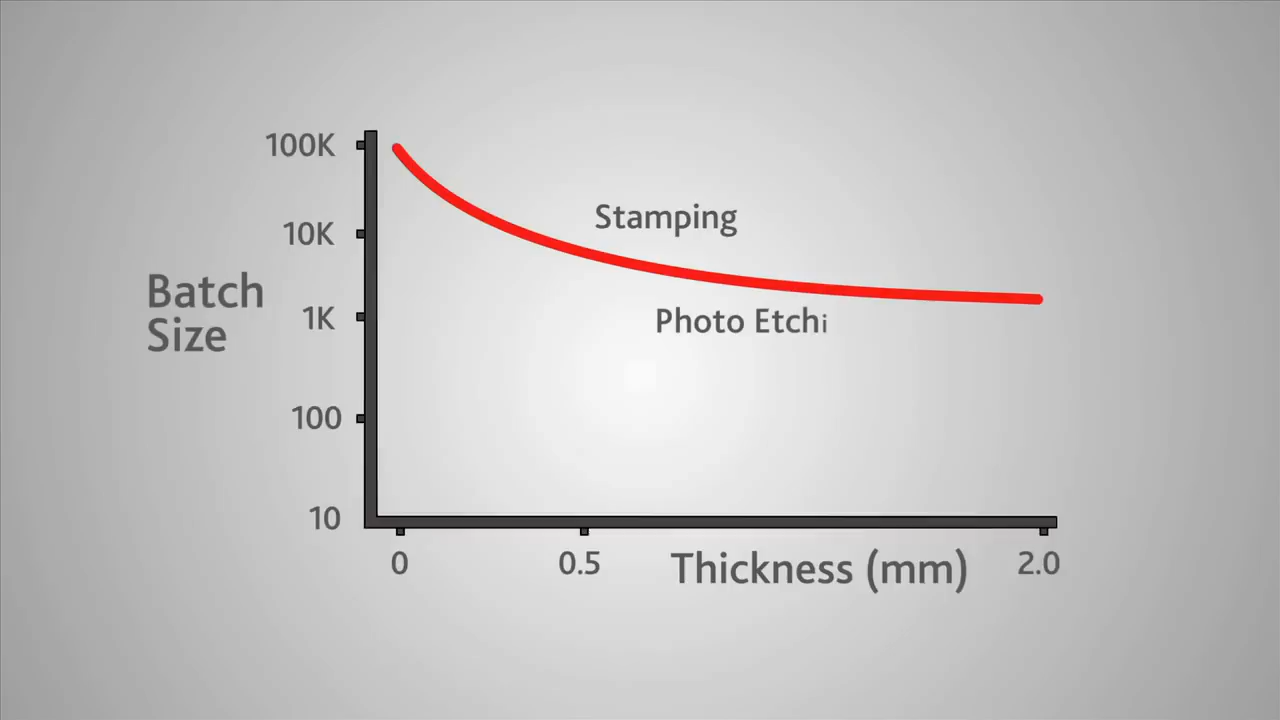 100K
10K
Batch
Size
1K
100
10
Stamping
Photo Etchi
0
0.5
Thickness (mm)
2.0